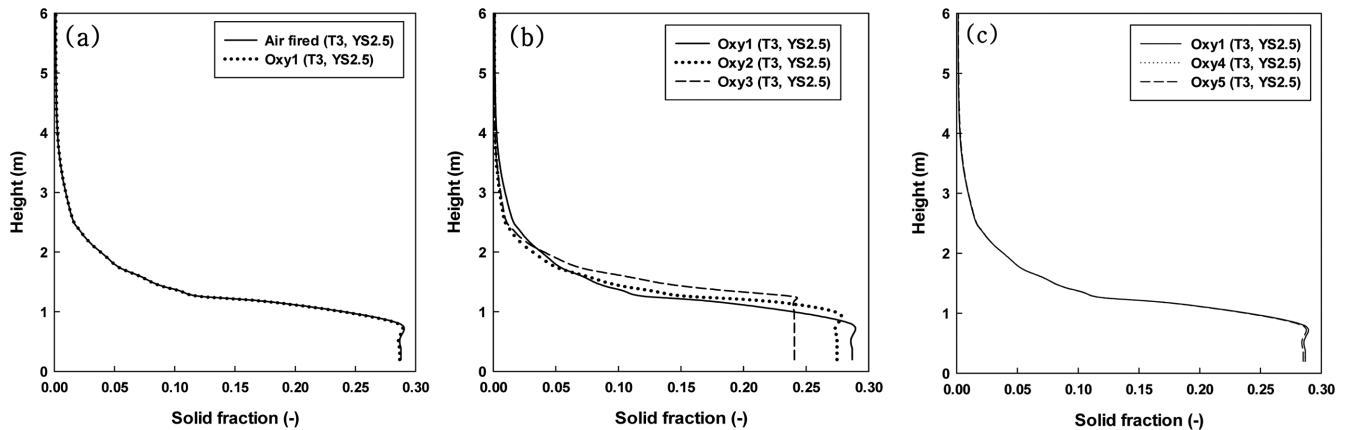 (a)
Air fired (T3, YS2.5)
Oxy1 (T3, YS2.5)
Height (m)
6
5
4
3
2
1
0
0.00 0.05 0.10 0.15 0.20 0.25 0.30
Solid fraction (-)
(b)
Oxy1 (T3, YS2.5)
Oxy2 (T3, YS2.5)
Oxy3 (T3, YS2.5)
Height (m)
6
5
4
3
2
1
0
0.00 0.05 0.10 0.15 0.20 0.25 0.30
Solid fraction (-)
(c)
Oxy1 (T3, YS2.5)
Oxy4 (T3, YS2.5)
Oxy5 (T3, YS2.5)
Height (m)
6
5
4
3
2
1
0
0.00 0.05 0.10 0.15 0.20 0.25 0.30
Solid fraction (-)